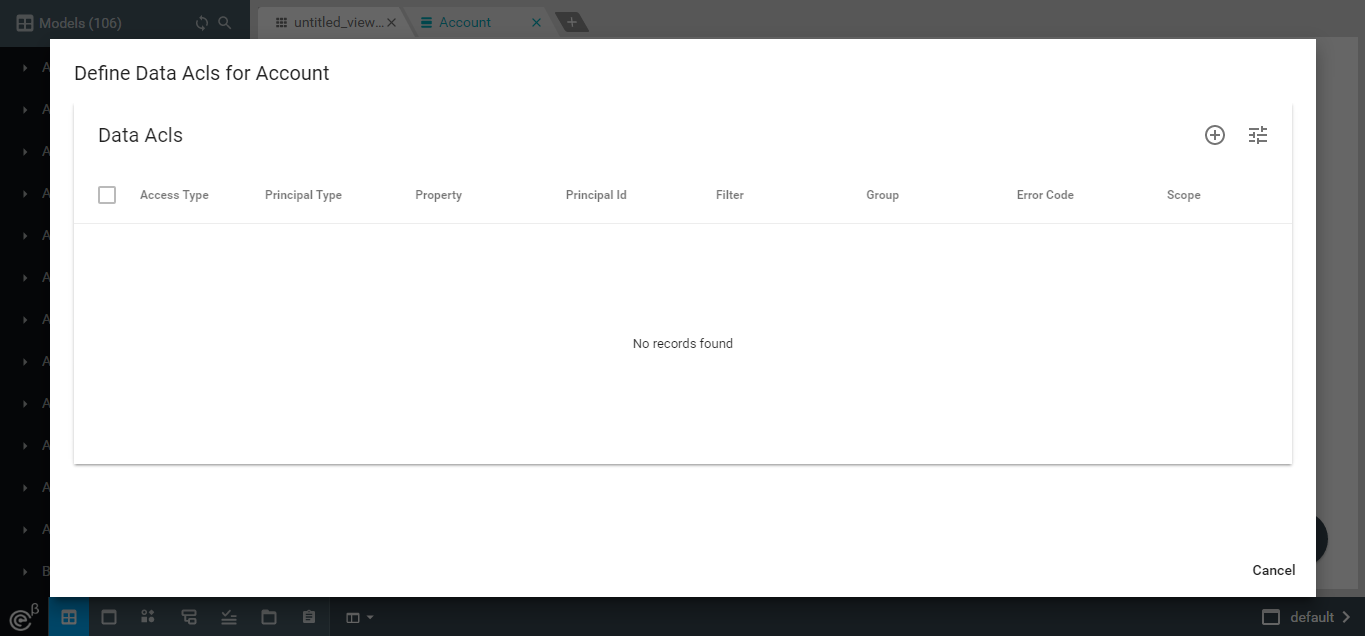 Models (106)
untitled_view...
Account
A
A
A
A
A
A
A
A
A
A
A
A
B
Define Data Acls for Account
Data Acls
Access Type Principal Type Property Principal Id Filter Group Error Code Scope
No records found
Cancel
e β
default